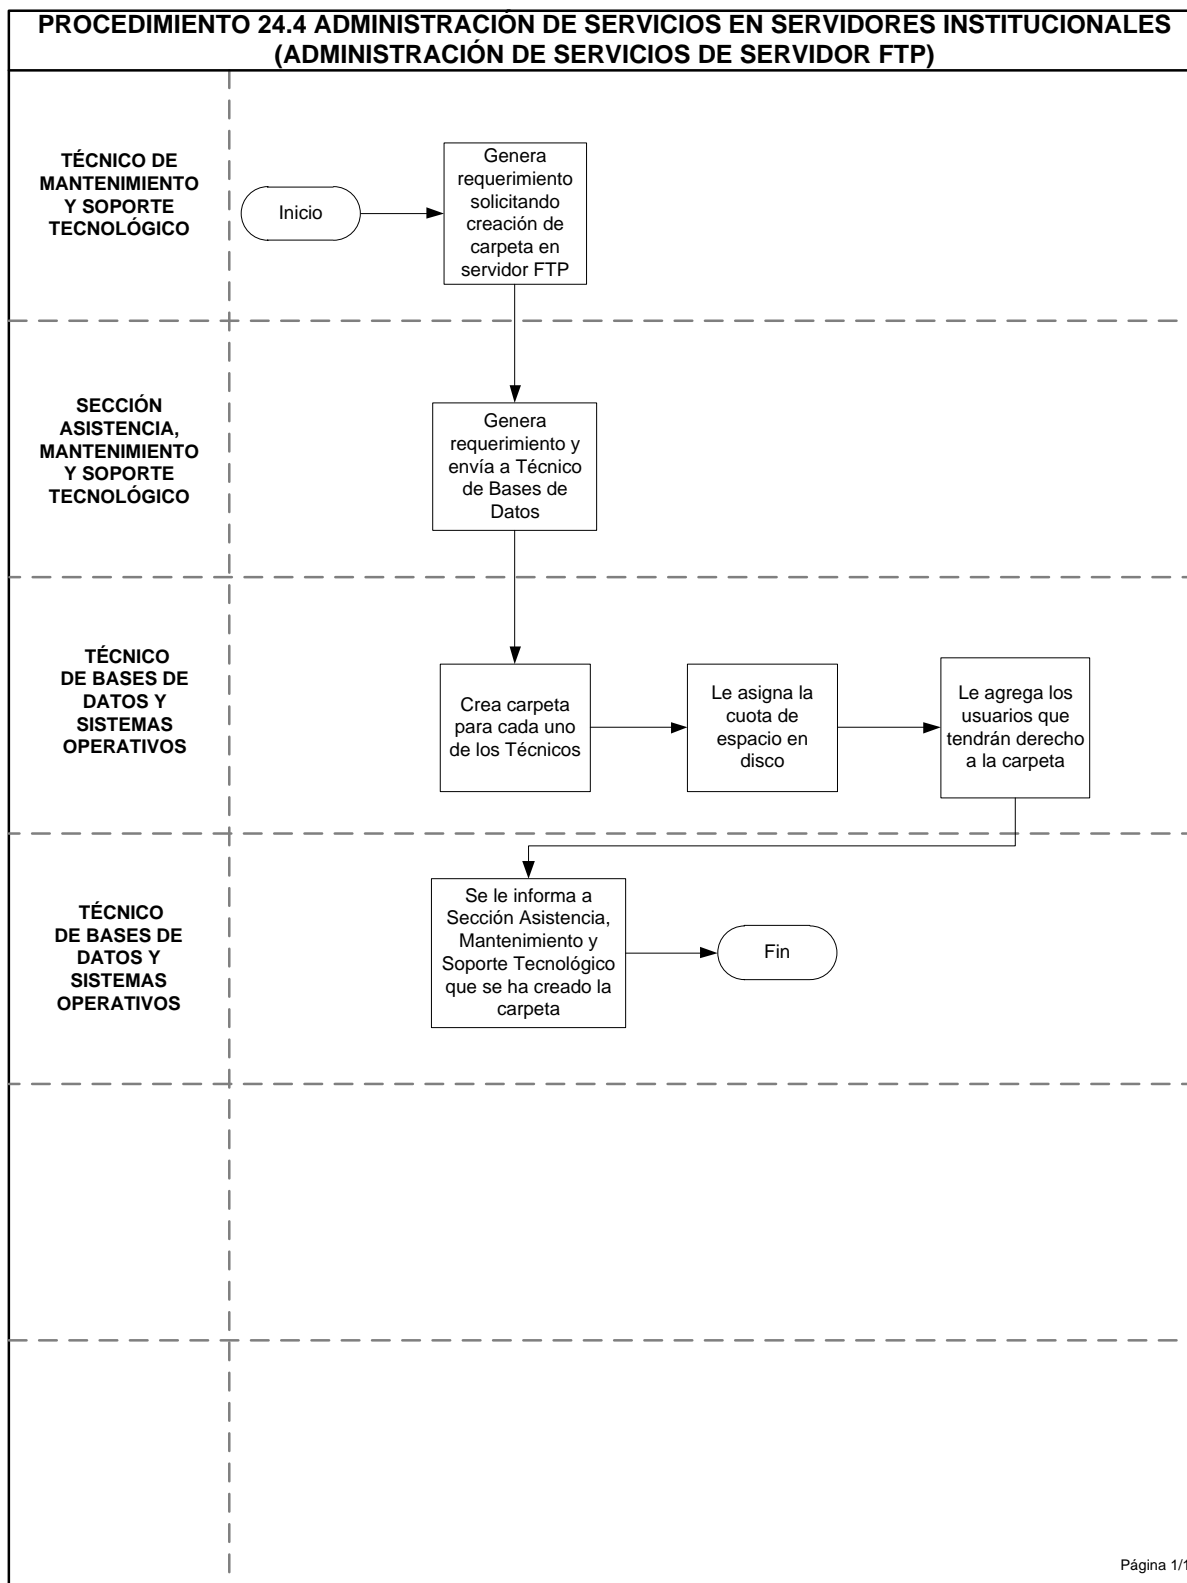 PROCEDIMIENTO 24.4 ADMINISTRACIÓN DE SERVICIOS EN SERVIDORES INSTITUCIONALES
(ADMINISTRACIÓN DE SERVICIOS DE SERVIDOR FTP)
TÉCNICO DE
MANTENIMIENTO
Y SOPORTE
TECNOLÓGICO
Inicio
Genera
requerimiento
solicitando
creación de
carpeta en
servidor FTP
SECCIÓN
ASISTENCIA,
MANTENIMIENTO
Y SOPORTE
TECNOLÓGICO
Genera
requerimiento y
envía a Técnico
de Bases de
Datos
TÉCNICO
DE BASES DE
DATOS Y
SISTEMAS
OPERATIVOS
Crea carpeta
para cada uno
de los Técnicos
Le asigna la
cuota de
espacio en
disco
Le agrega los
usuarios que
tendrán derecho
a la carpeta
TÉCNICO
DE BASES DE
DATOS Y
SISTEMAS
OPERATIVOS
Se le informa a
Sección Asistencia,
Mantenimiento y
Soporte Tecnológico
que se ha creado la
carpeta
Fin
Página 1/1